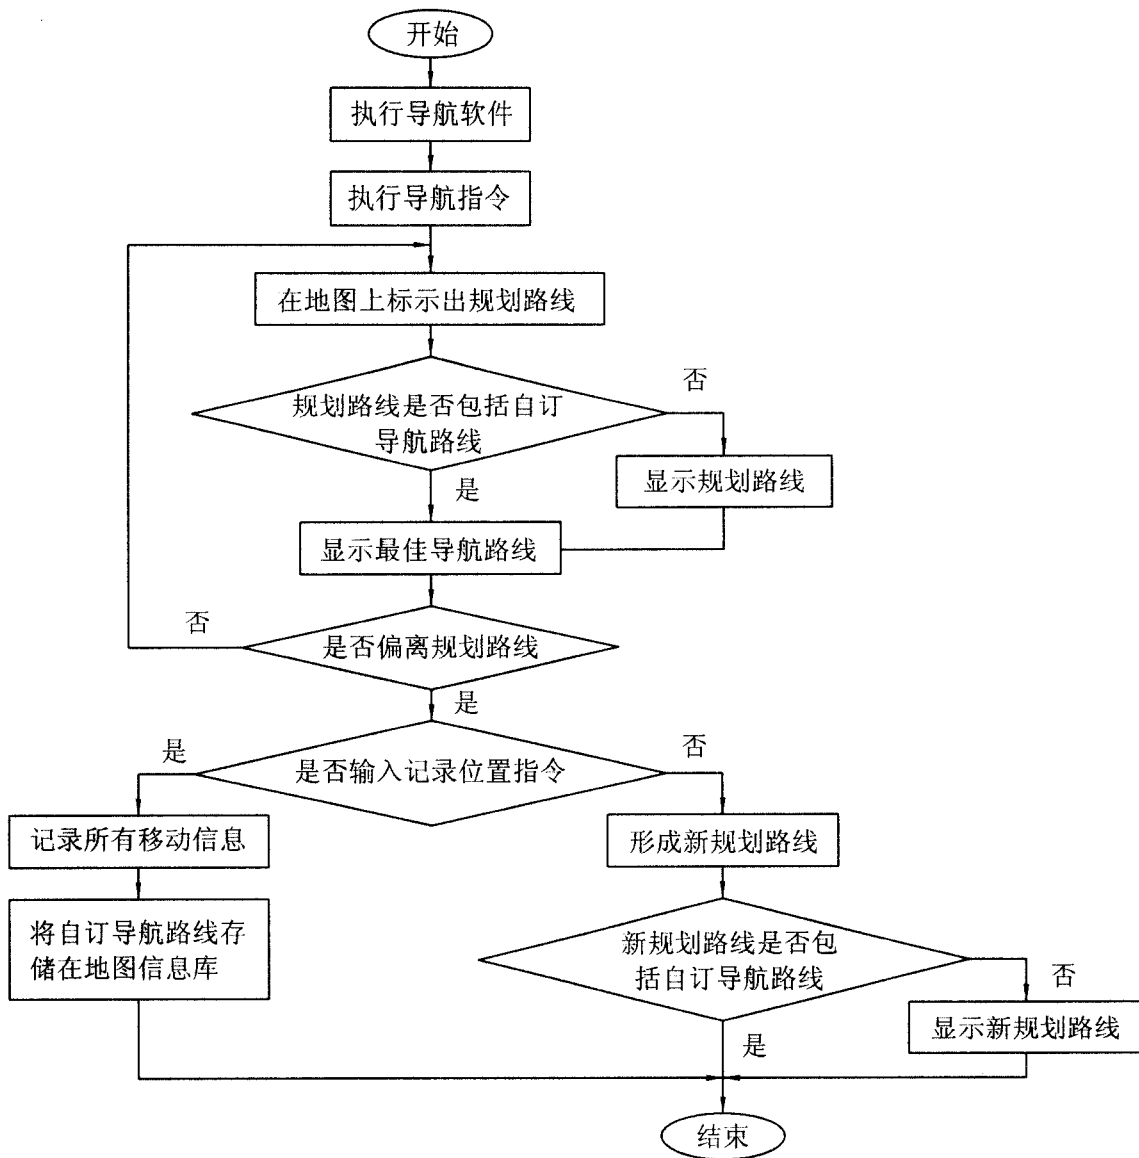 开始
执行导航软件
执行导航指令
在地图上标示出规划路线
否
规划路线是否包括自订
导航路线
显示规划路线
是
显示最佳导航路线
否
是否偏离规划路线
是
是
否
是否输入记录位置指令
记录所有移动信息
形成新规划路线
将自订导航路线存
储在地图信息库
新规划路线是否包
括自订导航路线
否
显示新规划路线
是
结束